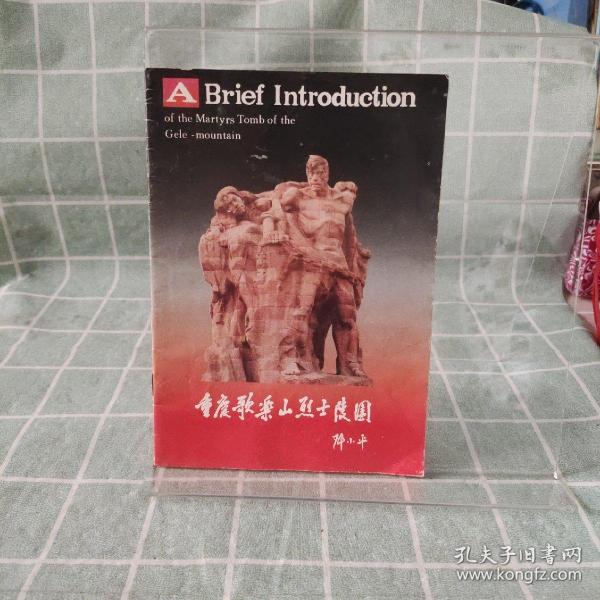 A Brief Introduction
of the Martyrs Tomb of the
Gele -mountain
重庆歌乐山烈士陵园
邓小平
孔夫子旧书网
www.kongfz.com